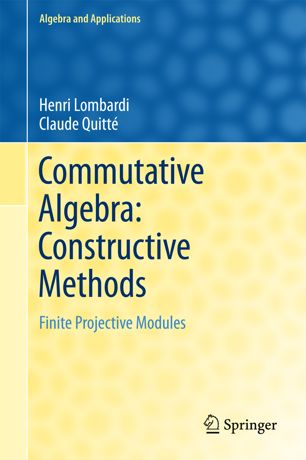 Algebra and Applications
Henri Lombardi
Claude Quitté
Commutative
Algebra:
Constructive
Methods
Finite Projective Modules
Springer